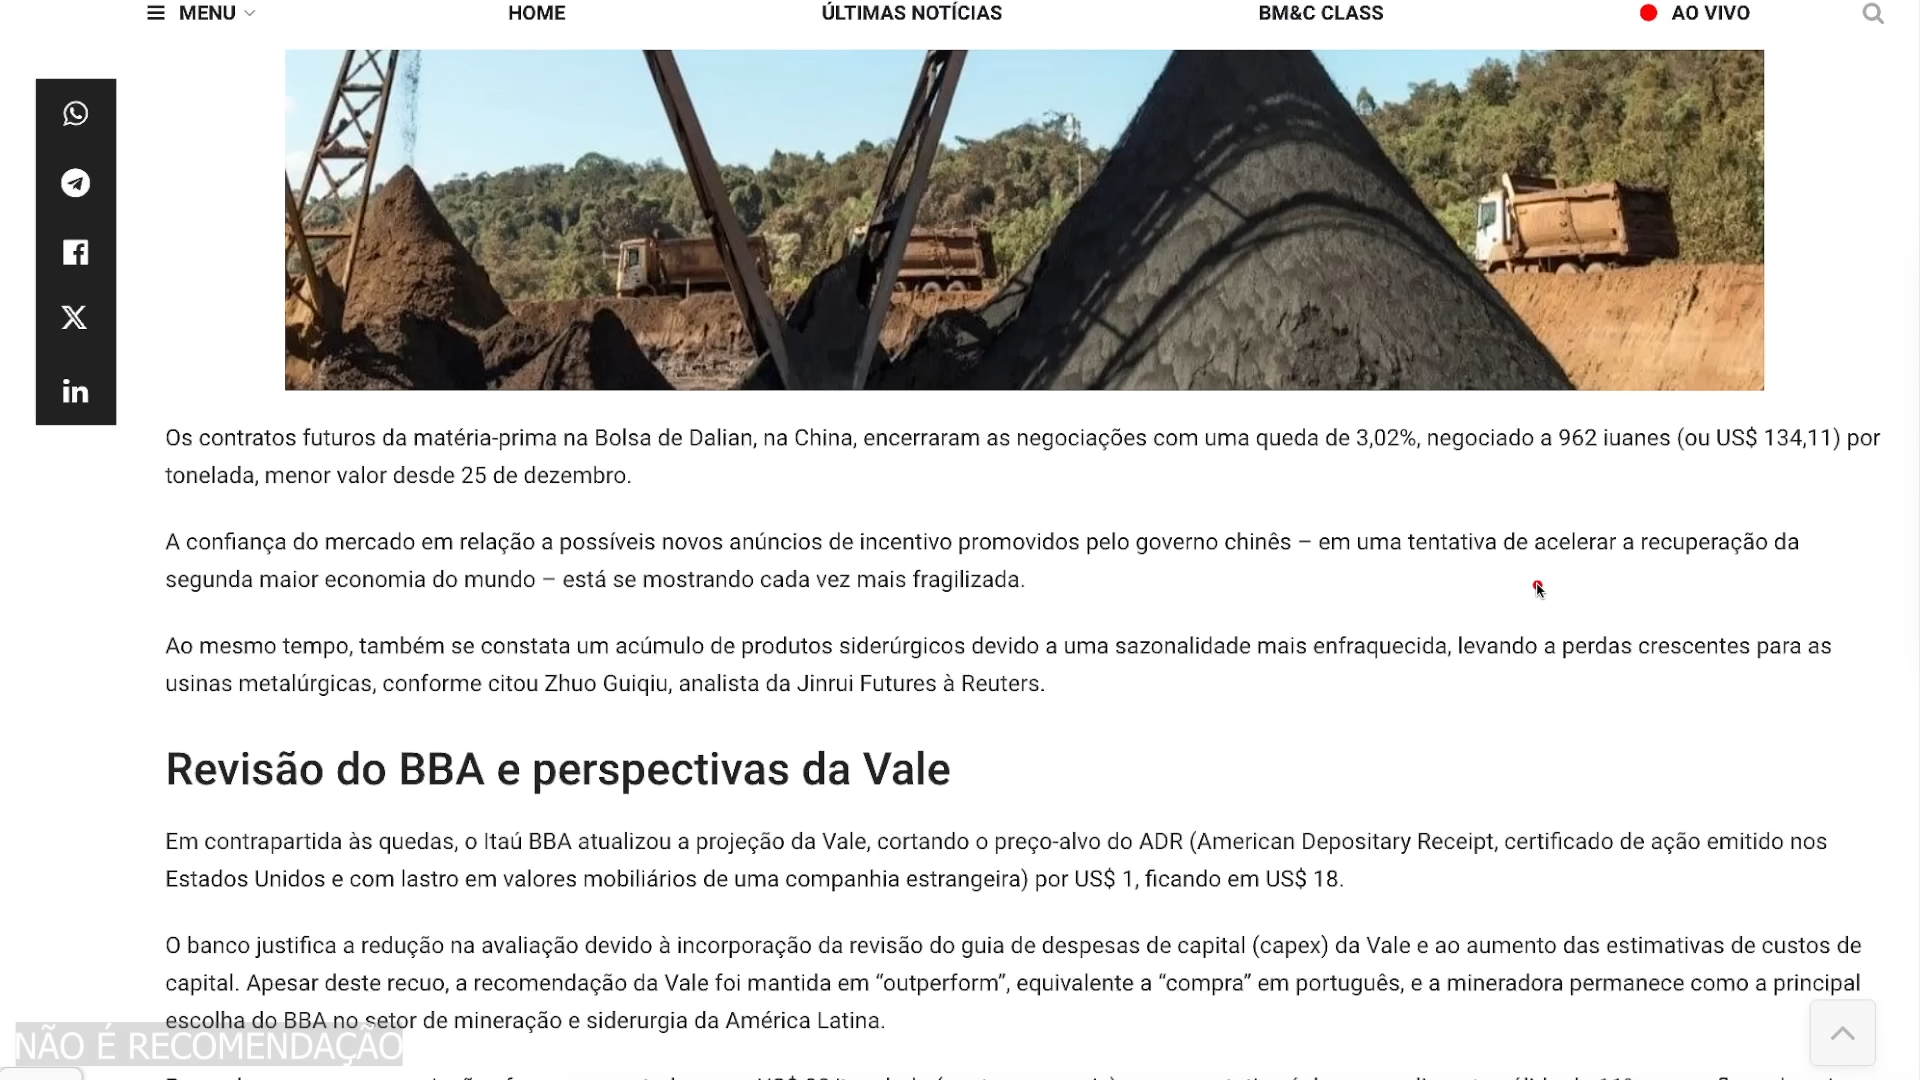 MENU
HOME
ÚLTIMAS NOTÍCIAS
BM&C CLASS
AO VIVO
Os contratos futuros da matéria-prima na Bolsa de Dalian, na China, encerraram as negociações com uma queda de 3,02%, negociado a 962 iuanes (ou US$ 134,11) por
tonelada, menor valor desde 25 de dezembro.
A confiança do mercado em relação a possíveis novos anúncios de incentivo promovidos pelo governo chinês – em uma tentativa de acelerar a recuperação da
segunda maior economia do mundo – está se mostrando cada vez mais fragilizada.
Ao mesmo tempo, também se constata um acúmulo de produtos siderúrgicos devido a uma sazonalidade mais enfraquecida, levando a perdas crescentes para as
usinas metalúrgicas, conforme citou Zhuo Guiqiu, analista da Jinrui Futures à Reuters.
Revisão do BBA e perspectivas da Vale
Em contrapartida às quedas, o Itaú BBA atualizou a projeção da Vale, cortando o preço-alvo do ADR (American Depositary Receipt, certificado de ação emitido nos
Estados Unidos e com lastro em valores mobiliários de uma companhia estrangeira) por US$ 1, ficando em US$ 18.
O banco justifica a redução na avaliação devido à incorporação da revisão do guia de despesas de capital (capex) da Vale e ao aumento das estimativas de custos de
capital. Apesar deste recuo, a recomendação da Vale foi mantida em “outperform”, equivalente a “compra” em português, e a mineradora permanece como a principal
escolha do BBA no setor de mineração e siderurgia da América Latina.
NÃO É RECOMENDAÇÃO